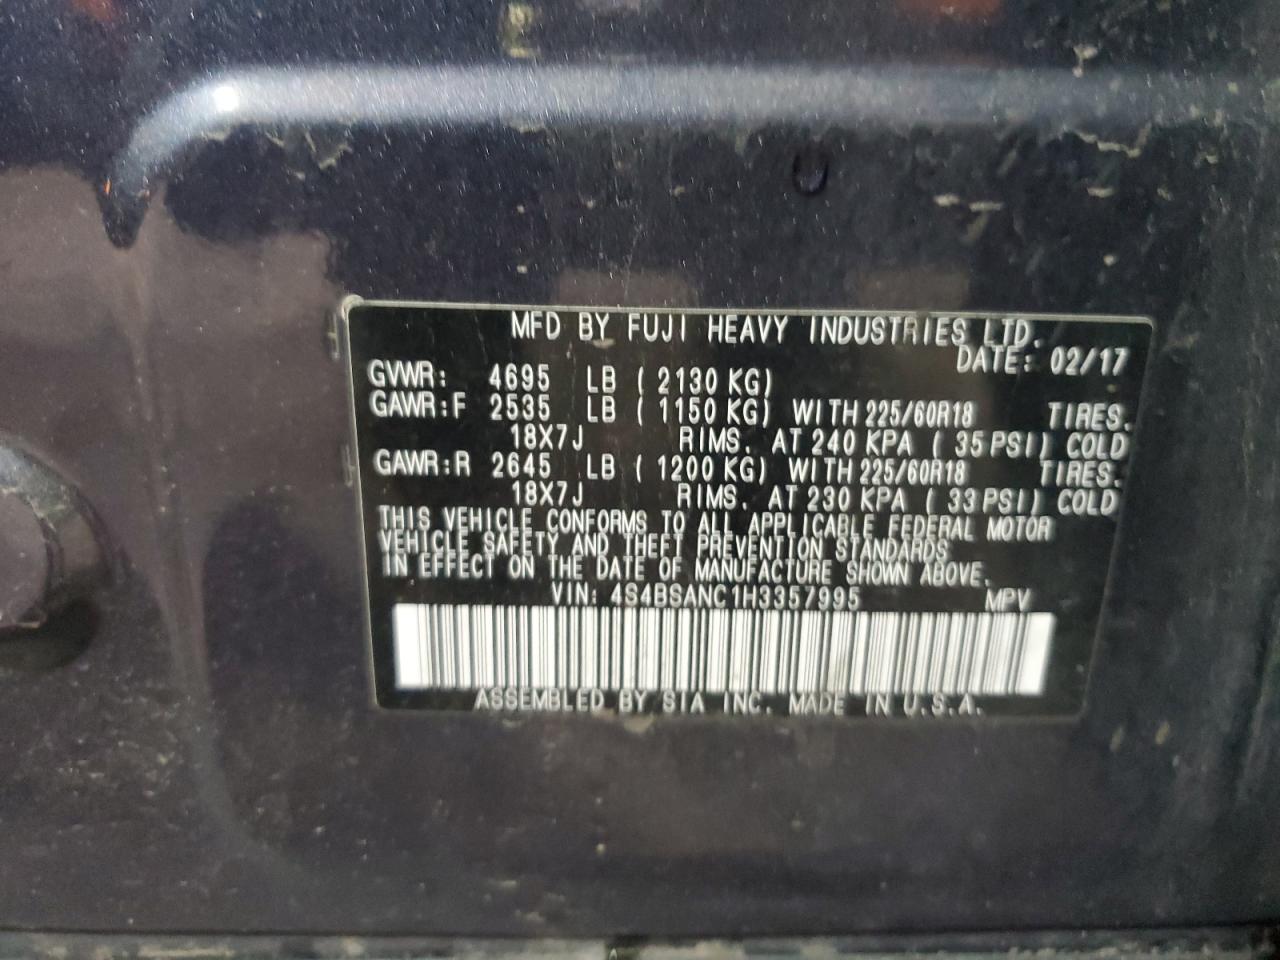 MFD BY FUJI HEAVY INDUSTRIES LTD.
DATE: 02/17
GVWR: 4695 LB ( 2130 KG)
GAWR:F 2535 LB ( 1150 KG) WITH 225/60R18 TIRES.
18X7J RIMS. AT 240 KPA ( 35 PSI) COLD
GAWR:R 2645 LB ( 1200 KG) WITH 225/60R18 TIRES.
18X7J RIMS. AT 230 KPA ( 33 PSI) COLD
THIS VEHICLE CONFORMS TO ALL APPLICABLE FEDERAL MOTOR
VEHICLE SAFETY AND THEFT PREVENTION STANDARDS
IN EFFECT ON THE DATE OF MANUFACTURE SHOWN ABOVE.
VIN: 4S4BSANC1H3357995 MPV
ASSEMBLED BY SIA INC. MADE IN U.S.A.